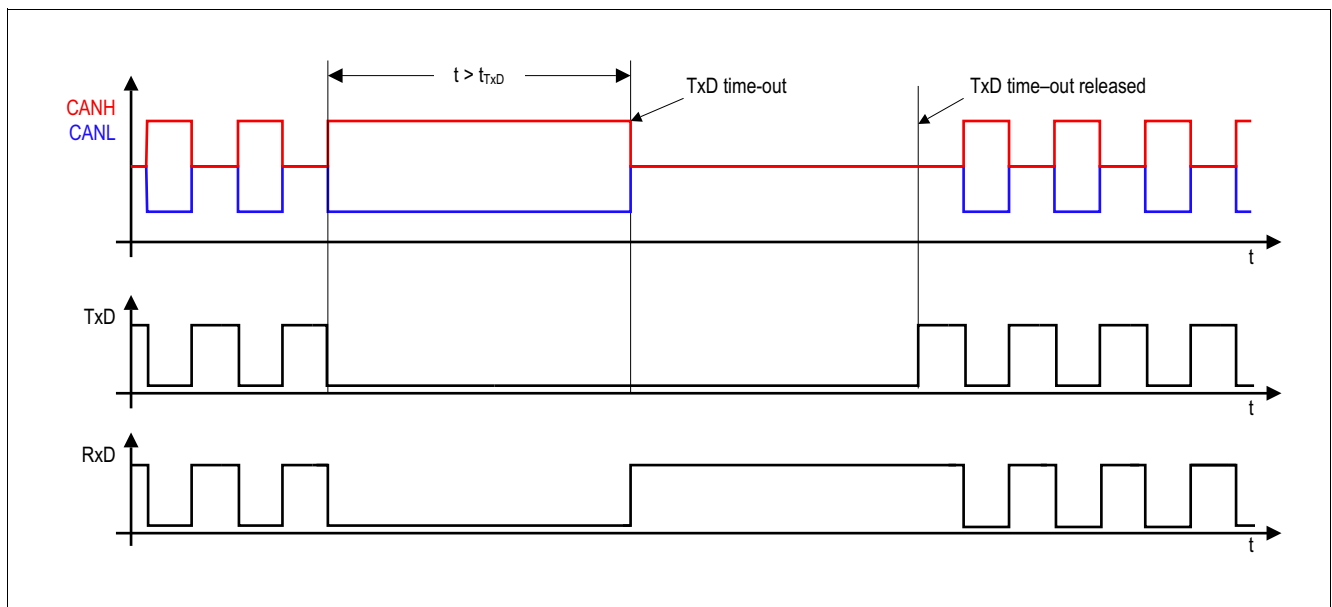 t > tTxD
TxD time-out
TxD time–out released
CANH
CANL
t
TxD
t
RxD
t